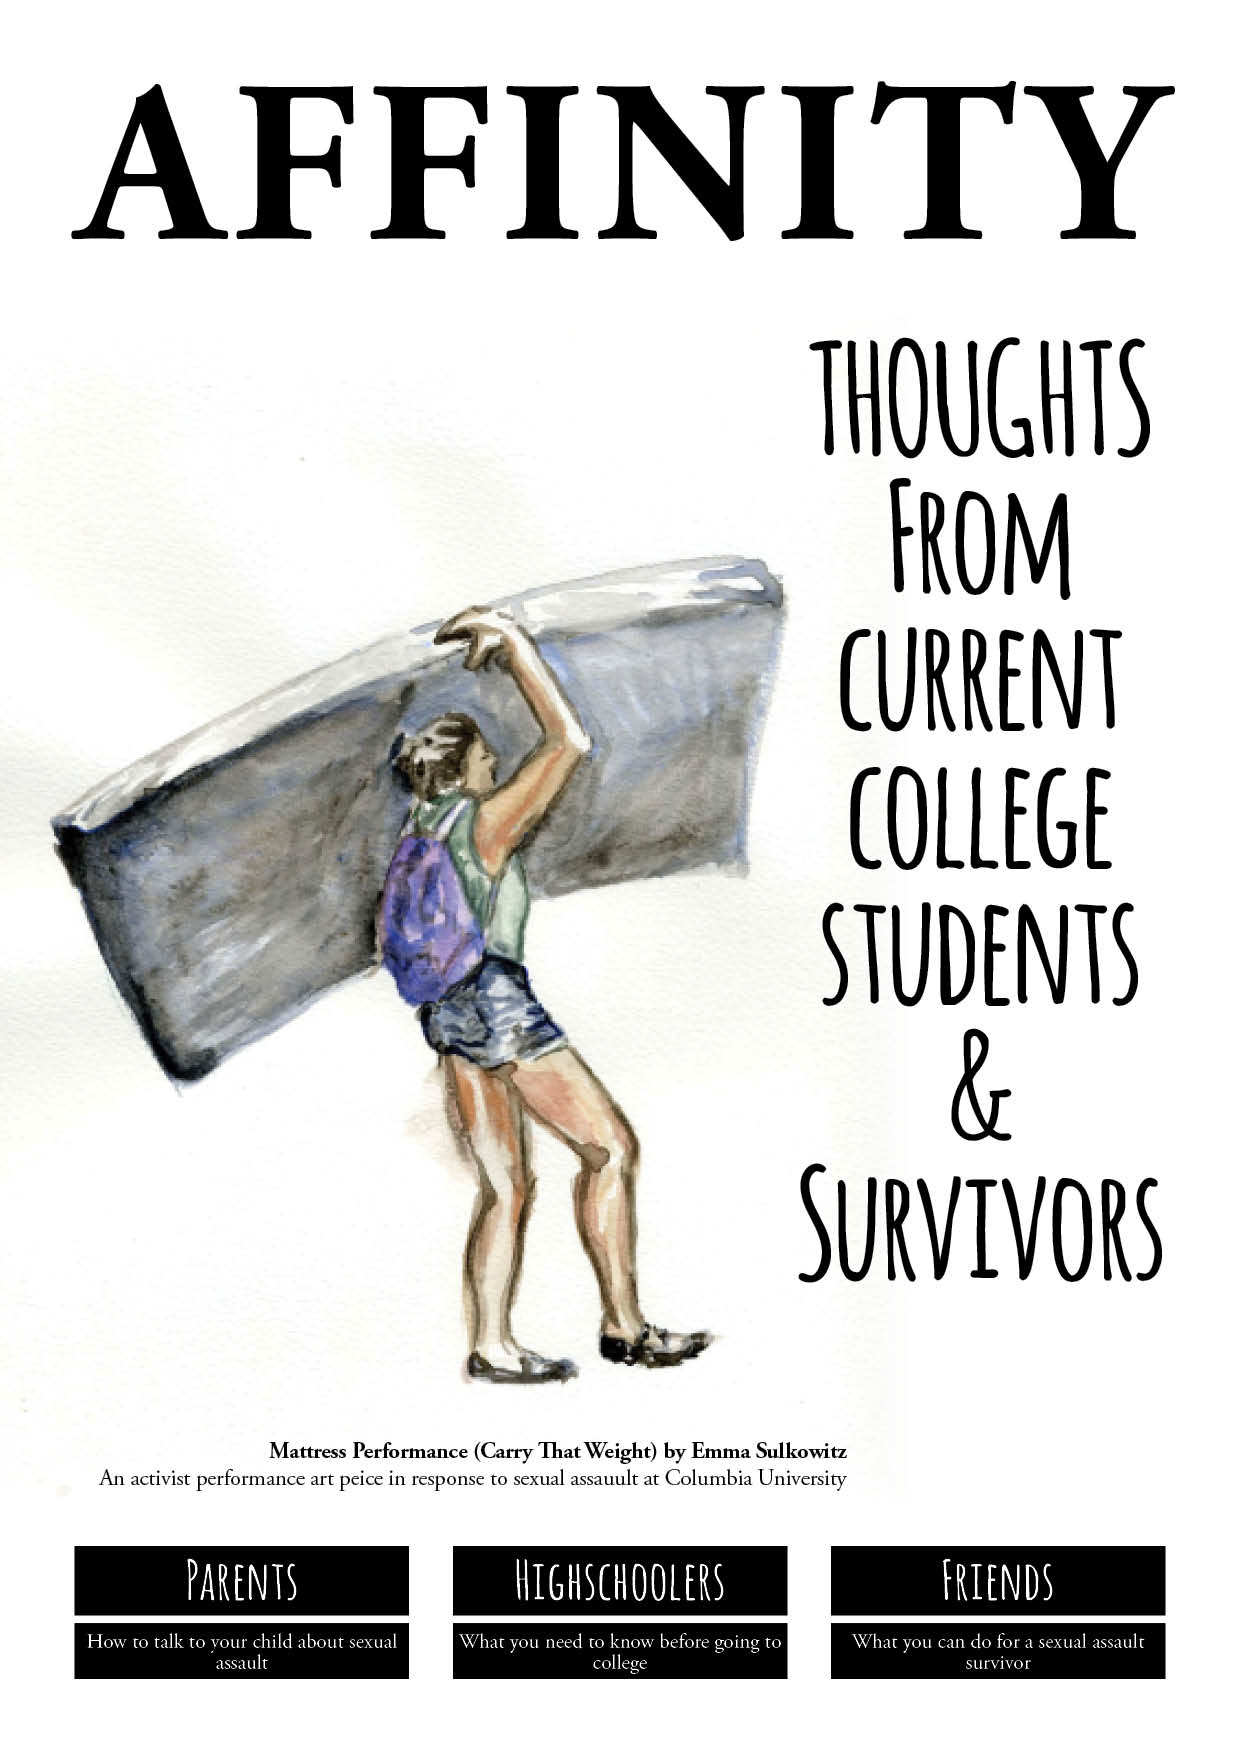 AFFINITY
THOUGHTS
FROM
CURRENT
COLLEGE
STUDENTS
&
SURVIVORS
Mattress Performance (Carry That Weight) by Emma Sulkowitz
An activist performance art peice in response to sexual assauult at Columbia University
PARENTS
How to talk to your child about sexual
assault
HIGHSCHOOLERS
What you need to know before going to
college
FRIENDS
What you can do for a sexual assault
survivor